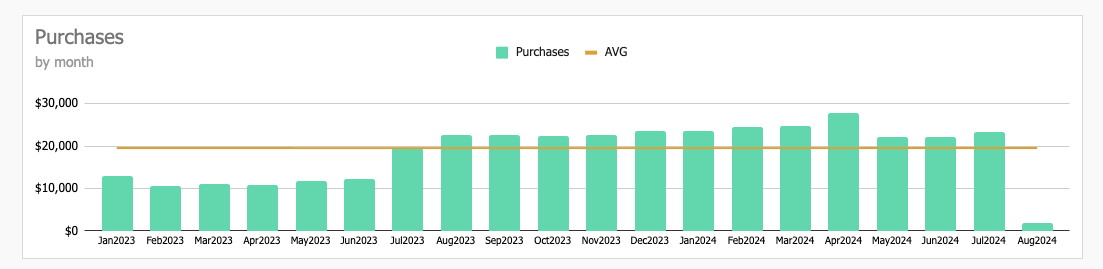 Purchases
by month
Purchases AVG
$30,000
$20,000
$10,000
$0
Jan2023 Feb2023 Mar2023 Apr2023 May2023 Jun2023 Jul2023 Aug2023 Sep2023 Oct2023 Nov2023 Dec2023 Jan2024 Feb2024 Mar2024 Apr2024 May2024 Jun2024 Jul2024 Aug2024